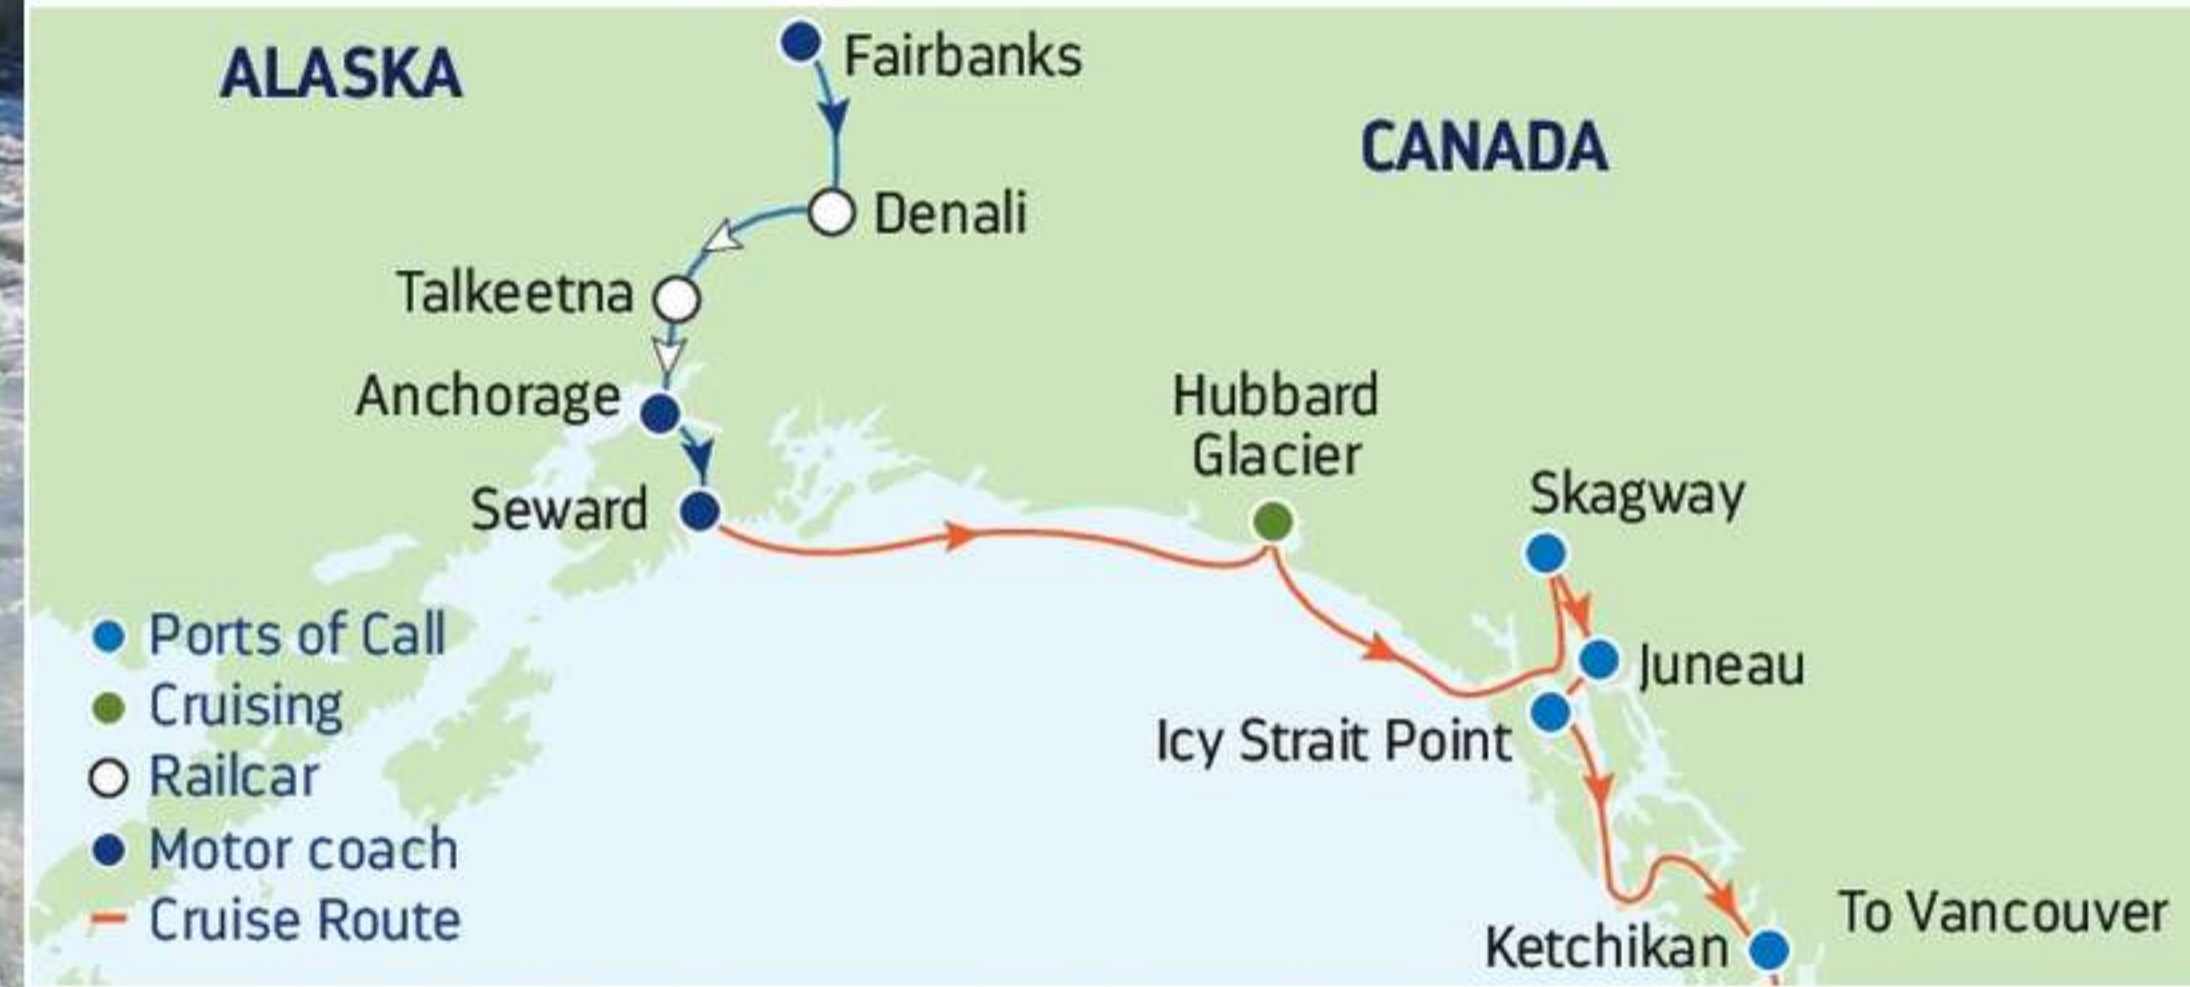 ALASKA
Fairbanks
CANADA
Denali
Talkeetna
Anchorage
Hubbard
Glacier
Seward
Skagway
Ports of Call
Juneau
Cruising
Icy Strait Point
Railcar
Motor coach
Cruise Route
To Vancouver
Ketchikan